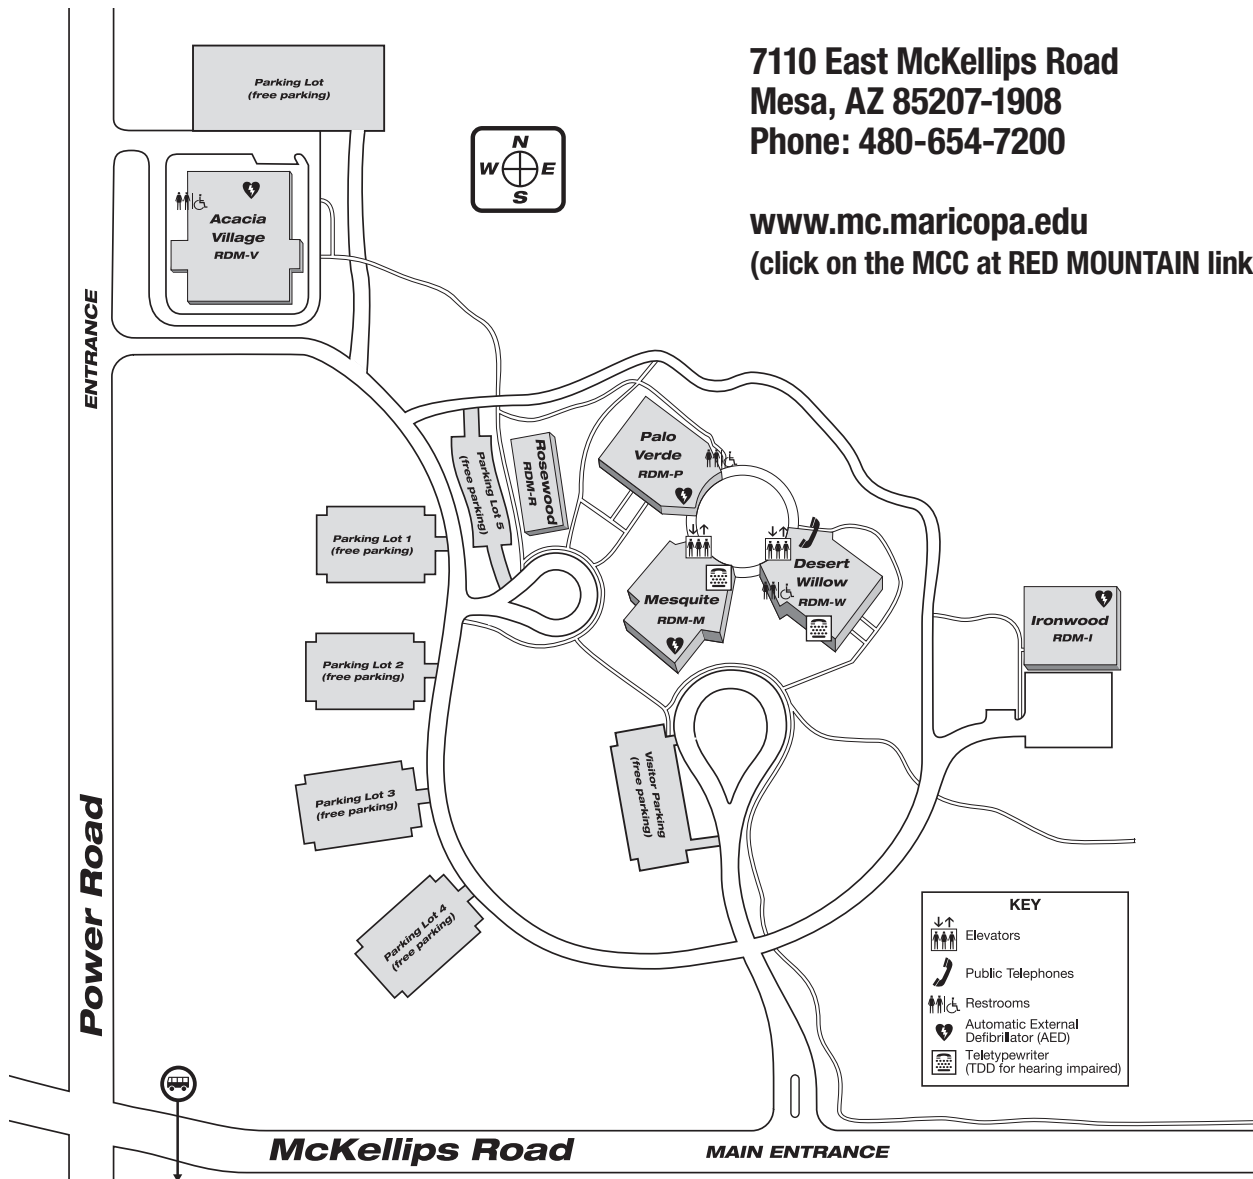 7110 East McKellips Road
Mesa, AZ 85207-1908
Phone: 480-654-7200
www.mc.maricopa.edu
(click on the MCC at RED MOUNTAIN link
Parking Lot
(free parking)
N
W E
S
Acacia
Village
RDM-V
ENTRANCE
Palo
Verde
RDM-P
Rosewood
RDM-R
Parking Lot 5
(free parking)
Parking Lot 1
(free parking)
Desert
Willow
RDM-W
Mesquite
RDM-M
Ironwood
RDM-I
Parking Lot 2
(free parking)
Visitor Parking
(free parking)
Parking Lot 3
(free parking)
Parking Lot 4
(free parking)
Power Road
KEY
Elevators
Public Telephones
Restrooms
Automatic External
Defibrillator (AED)
Teletypewriter
(TDD for hearing impaired)
McKellips Road
MAIN ENTRANCE